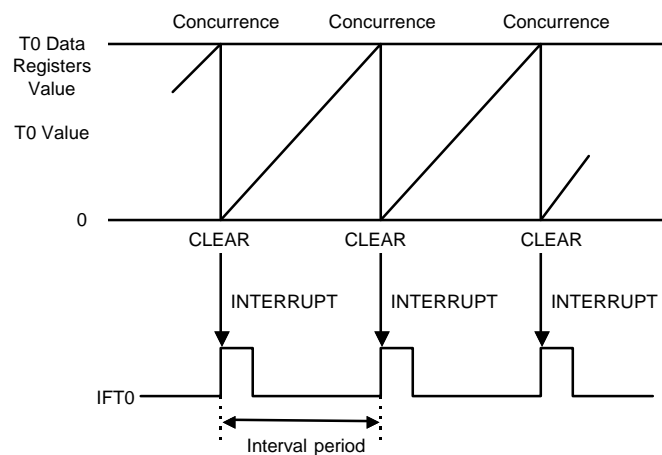 Concurrence Concurrence Concurrence
T0 Data
Registers
Value
T0 Value
0
CLEAR CLEAR CLEAR
INTERRUPT INTERRUPT INTERRUPT
IFT0
Interval period